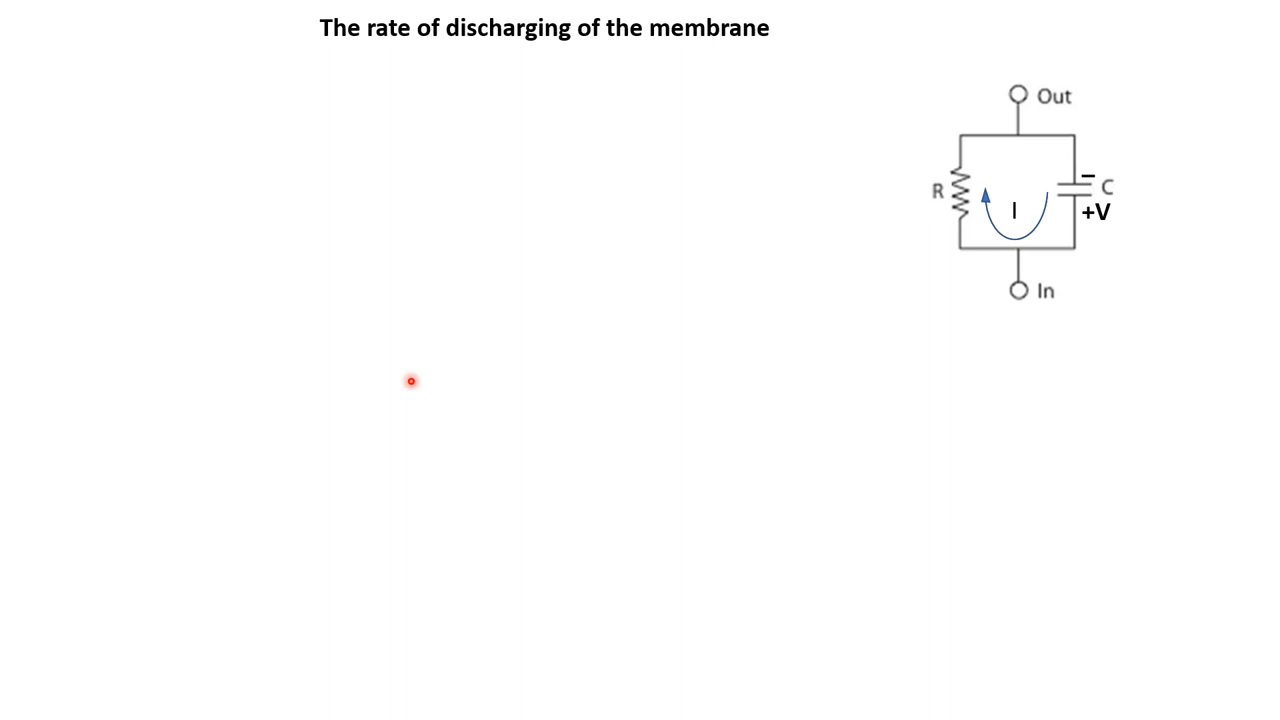 The rate of discharging of the membrane
Out
R
I
–
C
+V
In